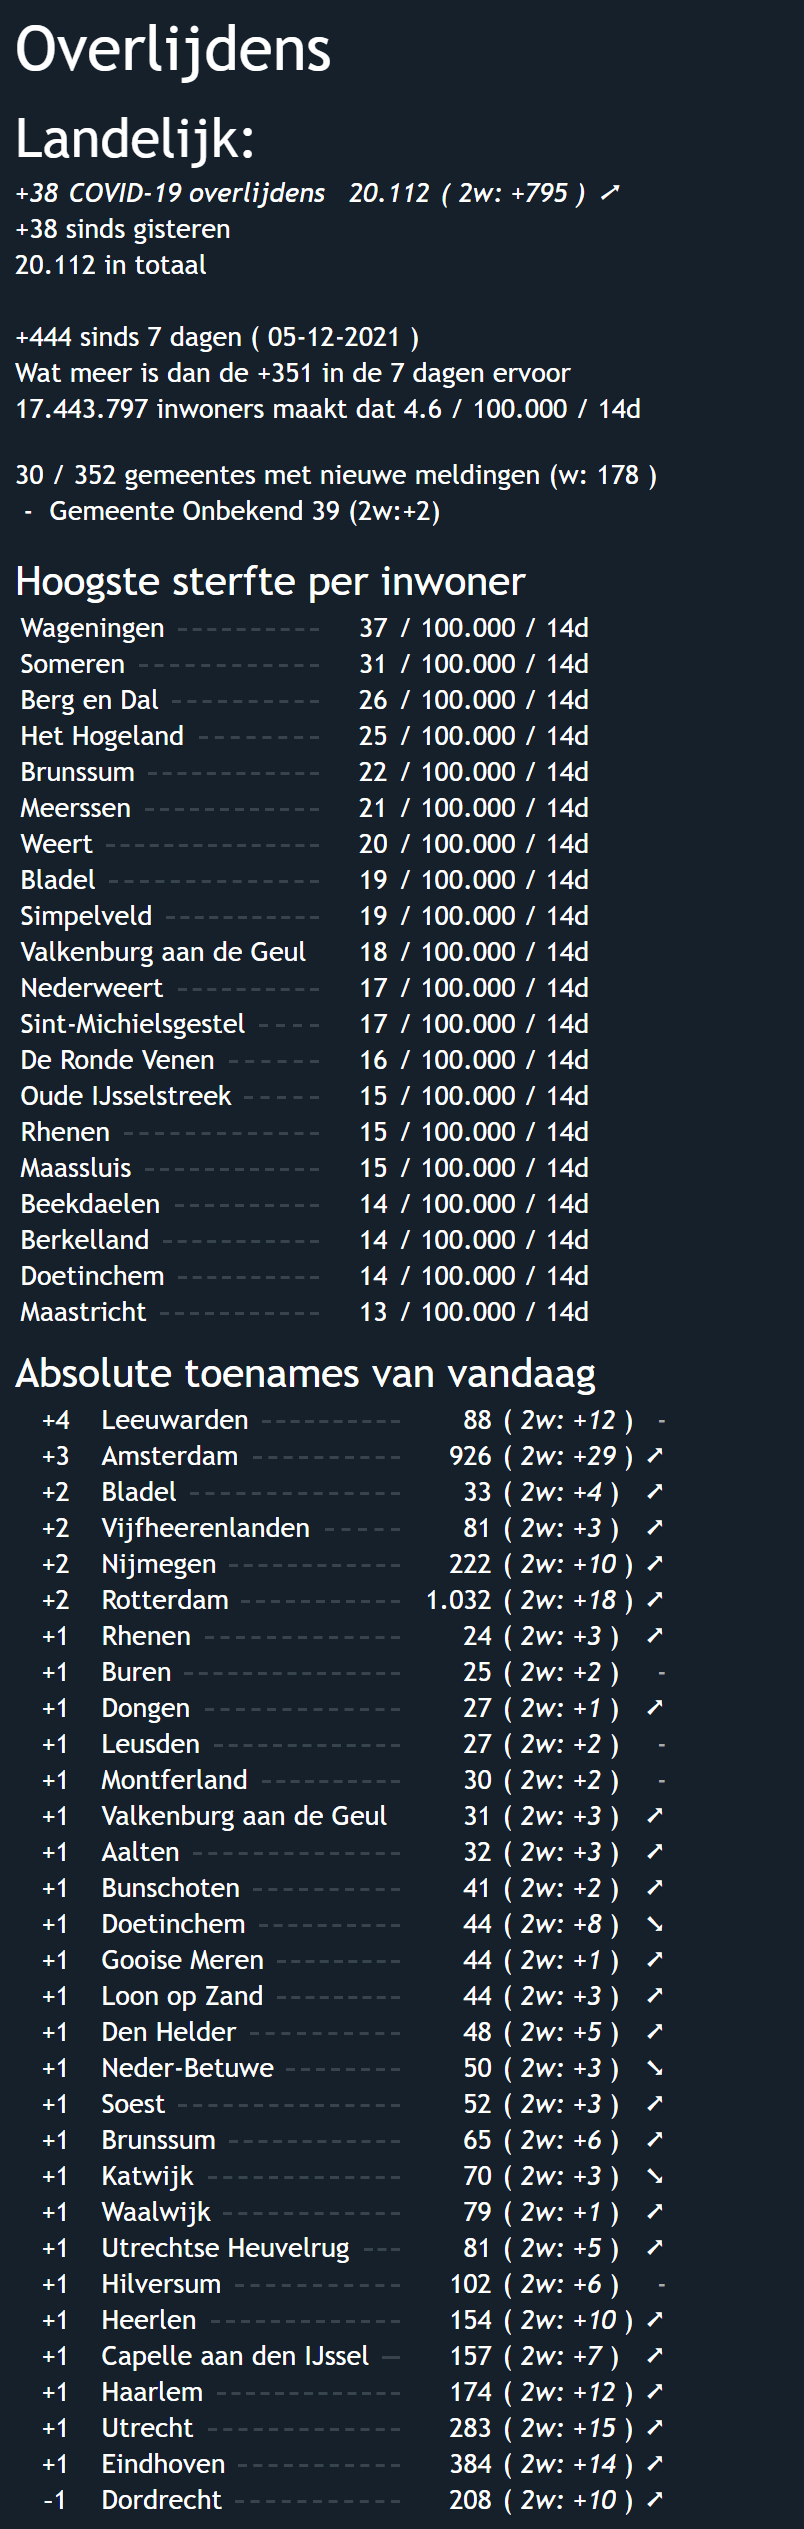 Overlijdens
Landelijk:
+38 COVID-19 overlijdens 20.112 ( 2w: +795 ) ➚
+38 sinds gisteren
20.112 in totaal
+444 sinds 7 dagen ( 05-12-2021 )
Wat meer is dan de +351 in de 7 dagen ervoor
17.443.797 inwoners maakt dat 4.6 / 100.000 / 14d
30 / 352 gemeentes met nieuwe meldingen (w: 178 )
- Gemeente Onbekend 39 (2w:+2)
Hoogste sterfte per inwoner
Wageningen ---------- 37 / 100.000 / 14d
Someren ------------- 31 / 100.000 / 14d
Berg en Dal ----------- 26 / 100.000 / 14d
Het Hogeland --------- 25 / 100.000 / 14d
Brunssum ------------ 22 / 100.000 / 14d
Meerssen ------------ 21 / 100.000 / 14d
Weert --------------- 20 / 100.000 / 14d
Bladel --------------- 19 / 100.000 / 14d
Simpelveld ----------- 19 / 100.000 / 14d
Valkenburg aan de Geul 18 / 100.000 / 14d
Nederweert ---------- 17 / 100.000 / 14d
Sint-Michielsgestel ---- 17 / 100.000 / 14d
De Ronde Venen ------ 16 / 100.000 / 14d
Oude IJsselstreek ----- 15 / 100.000 / 14d
Rhenen -------------- 15 / 100.000 / 14d
Maassluis ------------ 15 / 100.000 / 14d
Beekdaelen ---------- 14 / 100.000 / 14d
Berkelland ----------- 14 / 100.000 / 14d
Doetinchem ---------- 14 / 100.000 / 14d
Maastricht ----------- 13 / 100.000 / 14d
Absolute toenames van vandaag
+4 Leeuwarden ---------- 88 ( 2w: +12 ) -
+3 Amsterdam ---------- 926 ( 2w: +29 ) ➚
+2 Bladel --------------- 33 ( 2w: +4 ) ➚
+2 Vijfheerenlanden ------ 81 ( 2w: +3 ) ➚
+2 Nijmegen ------------ 222 ( 2w: +10 ) ➚
+2 Rotterdam ----------- 1.032 ( 2w: +18 ) ➚
+1 Rhenen -------------- 24 ( 2w: +3 ) ➚
+1 Buren --------------- 25 ( 2w: +2 ) -
+1 Dongen -------------- 27 ( 2w: +1 ) ➚
+1 Leusden ------------- 27 ( 2w: +2 ) -
+1 Montferland ---------- 30 ( 2w: +2 ) -
+1 Valkenburg aan de Geul 31 ( 2w: +3 ) ➚
+1 Aalten --------------- 32 ( 2w: +3 ) ➚
+1 Bunschoten ---------- 41 ( 2w: +2 ) ➚
+1 Doetinchem ---------- 44 ( 2w: +8 ) ➘
+1 Gooise Meren --------- 44 ( 2w: +1 ) ➚
+1 Loon op Zand --------- 44 ( 2w: +3 ) ➚
+1 Den Helder ----------- 48 ( 2w: +5 ) ➚
+1 Neder-Betuwe -------- 50 ( 2w: +3 ) ➘
+1 Soest ---------------- 52 ( 2w: +3 ) ➚
+1 Brunssum ------------ 65 ( 2w: +6 ) ➚
+1 Katwijk -------------- 70 ( 2w: +3 ) ➘
+1 Waalwijk ------------- 79 ( 2w: +1 ) ➚
+1 Utrechtse Heuvelrug --- 81 ( 2w: +5 ) ➚
+1 Hilversum ------------ 102 ( 2w: +6 ) -
+1 Heerlen ------------- 154 ( 2w: +10 ) ➚
+1 Capelle aan den IJssel -- 157 ( 2w: +7 ) ➚
+1 Haarlem ------------- 174 ( 2w: +12 ) ➚
+1 Utrecht -------------- 283 ( 2w: +15 ) ➚
+1 Eindhoven ----------- 384 ( 2w: +14 ) ➚
-1 Dordrecht ------------ 208 ( 2w: +10 ) ➚